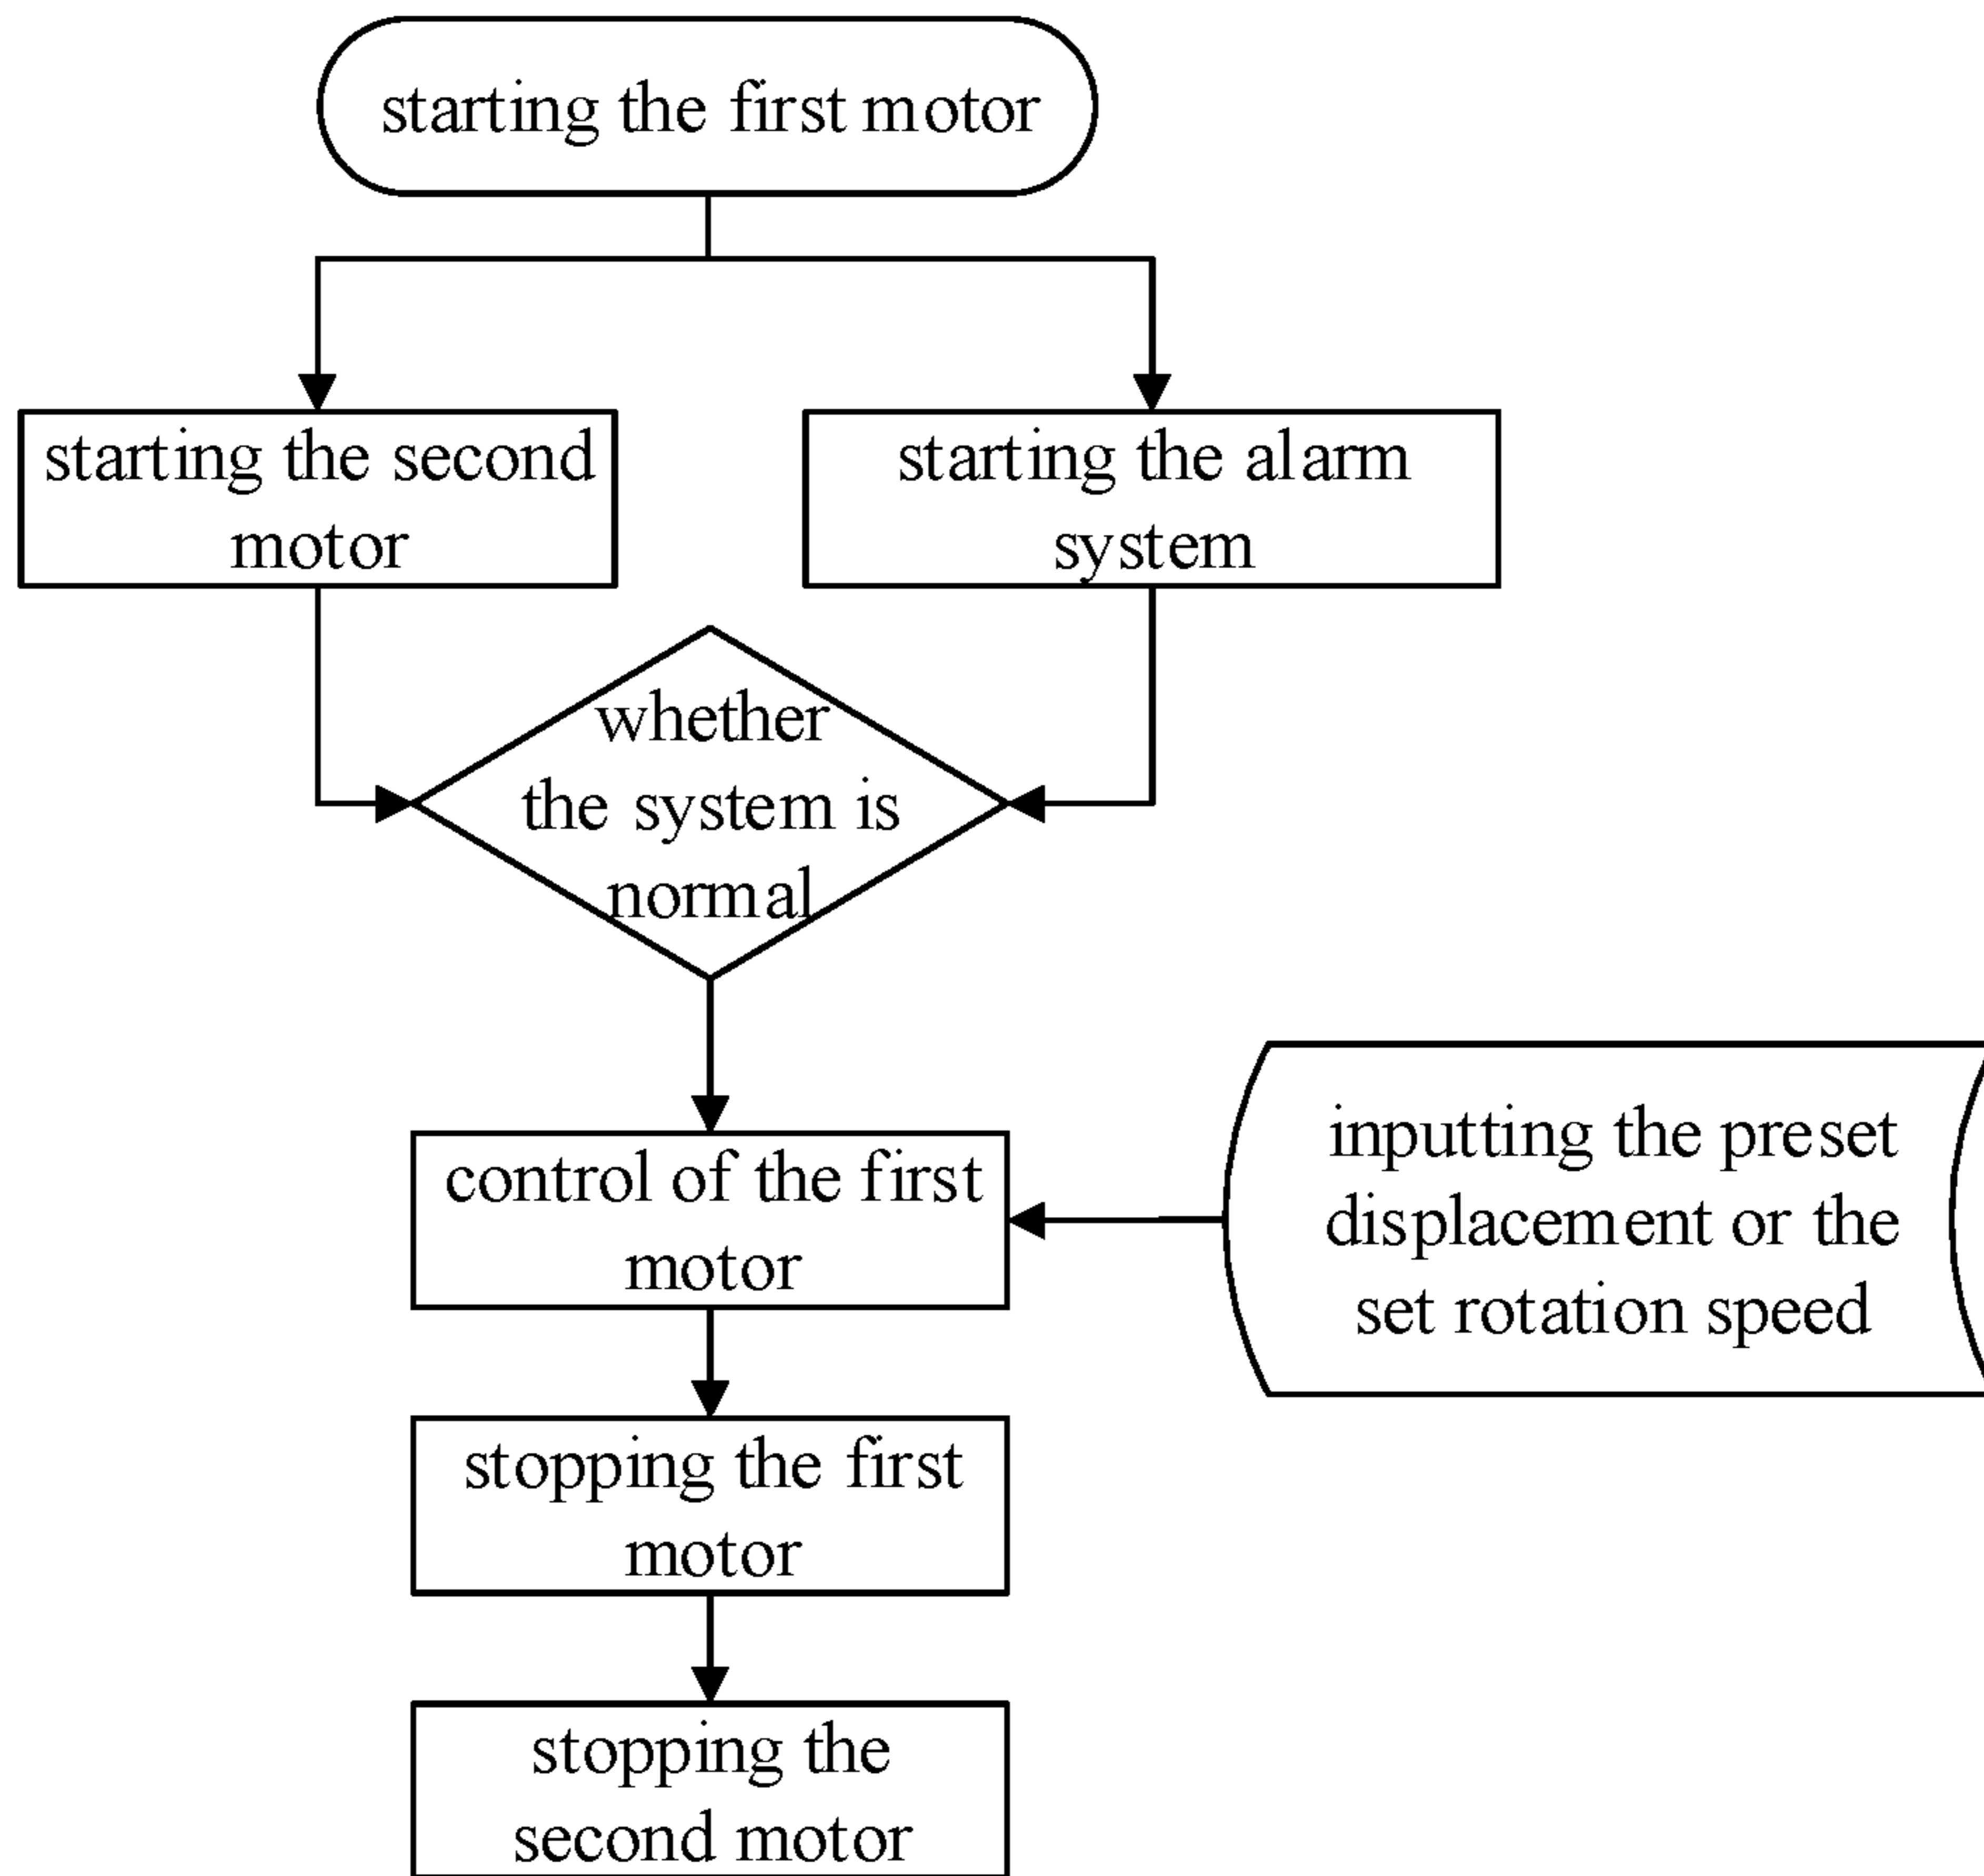 starting the first motor
starting the second
motor
starting the alarm
system
whether
the system is
normal
control of the first
motor
inputting the preset
displacement or the
set rotation speed
stopping the first
motor
stopping the
second motor